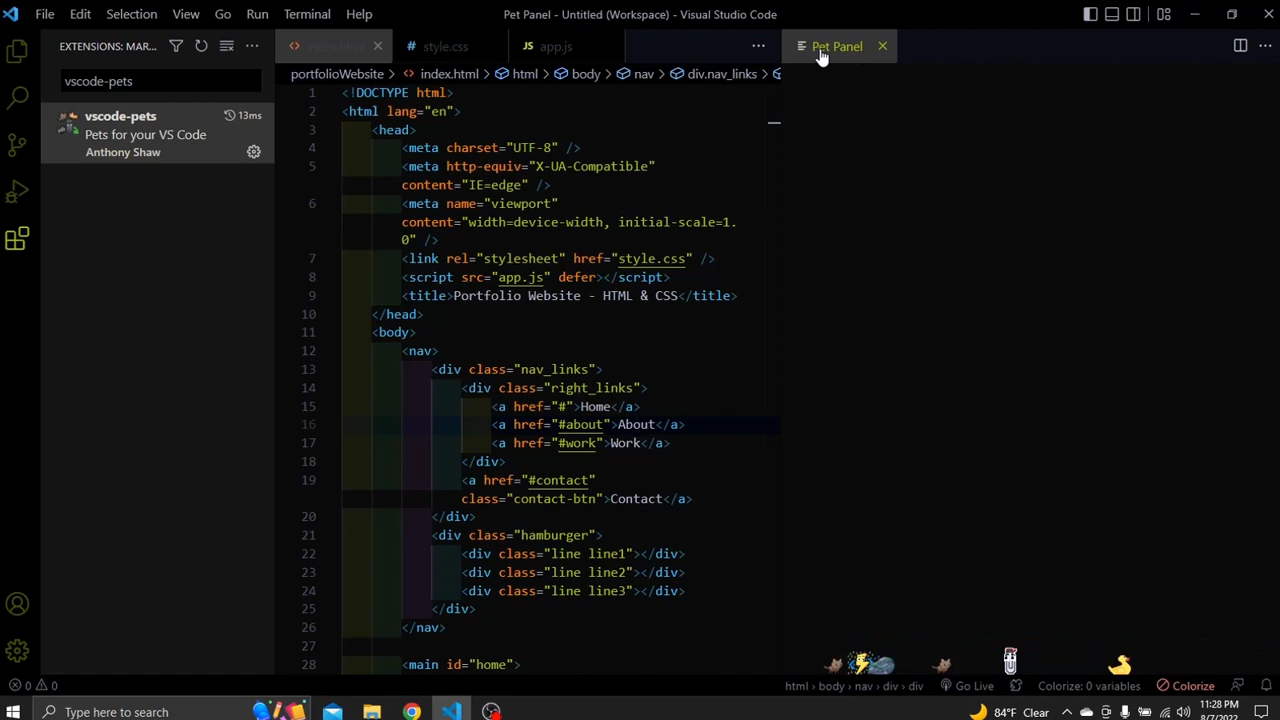 File Edit Selection View Go Run Terminal Help
Pet Panel - Untitled (Workspace) - Visual Studio Code
EXTENSIONS: MAR...
vscode-pets
vscode-pets 13ms
Pets for your VS Code
Anthony Shaw
index.html style.css app.js
Pet Panel
portfolioWebsite > index.html > html > body > nav > div.nav_links >
1 <!DOCTYPE html>
2 <html lang="en">
3 <head>
4 <meta charset="UTF-8" />
5 <meta http-equiv="X-UA-Compatible"
content="IE=edge" />
6 <meta name="viewport"
content="width=device-width, initial-scale=1.
0" />
7 <link rel="stylesheet" href="style.css" />
8 <script src="app.js" defer></script>
9 <title>Portfolio Website - HTML & CSS</title>
10 </head>
11 <body>
12 <nav>
13 <div class="nav_links">
14 <div class="right_links">
15 <a href="#">Home</a>
16 <a href="#about">About</a>
17 <a href="#work">Work</a>
18 </div>
19 <a href="#contact"
class="contact-btn">Contact</a>
20 </div>
21 <div class="hamburger">
22 <div class="line line1"></div>
23 <div class="line line2"></div>
24 <div class="line line3"></div>
25 </div>
26 </nav>
27
28 <main id="home">
0 0
html > body > nav > div > div Go Live Colorize: 0 variables Colorize
Type here to search
84°F Clear
11:28 PM